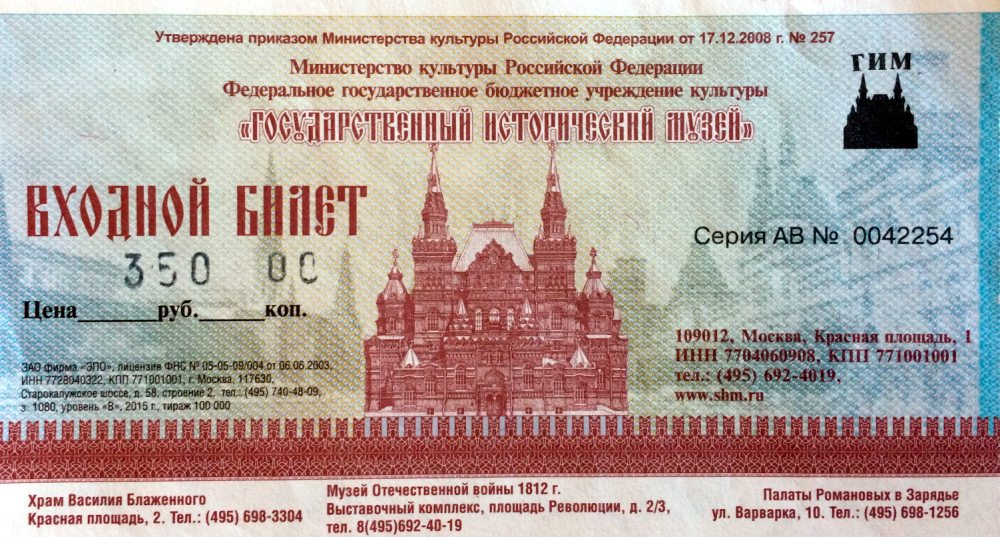 Утверждена приказом Министерства культуры Российской Федерации от 17.12.2008 г. № 257
Министерство культуры Российской Федерации
Федеральное государственное бюджетное учреждение культуры
«ГОСУДАРСТВЕННЫЙ ИСТОРИЧЕСКИЙ МУЗЕЙ»
ГИМ
ВХОДНОЙ БИЛЕТ
Серия АВ № 0042254
350 00
Цена______руб._____коп.
109012, Москва, Красная площадь, 1
ИНН 7704060908, КПП 771001001
тел.: (495) 692-4019,
www.shm.ru
ЗАО фирма «ЭПО», лицензия ФНС № 05-05-09/004 от 06.06.2003,
ИНН 7728040322, КПП 771001001, г. Москва, 117630,
Старокалужское шоссе, д. 58, строение 2, тел.: (495) 740-48-09,
з. 1080, уровень «В», 2015 г., тираж 100 000
Храм Василия Блаженного
Красная площадь, 2. Тел.: (495) 698-3304
Музей Отечественной войны 1812 г.
Выставочный комплекс, площадь Революции, д. 2/3,
тел. 8(495)692-40-19
Палаты Романовых в Зарядье
ул. Варварка, 10. Тел.: (495) 698-1256